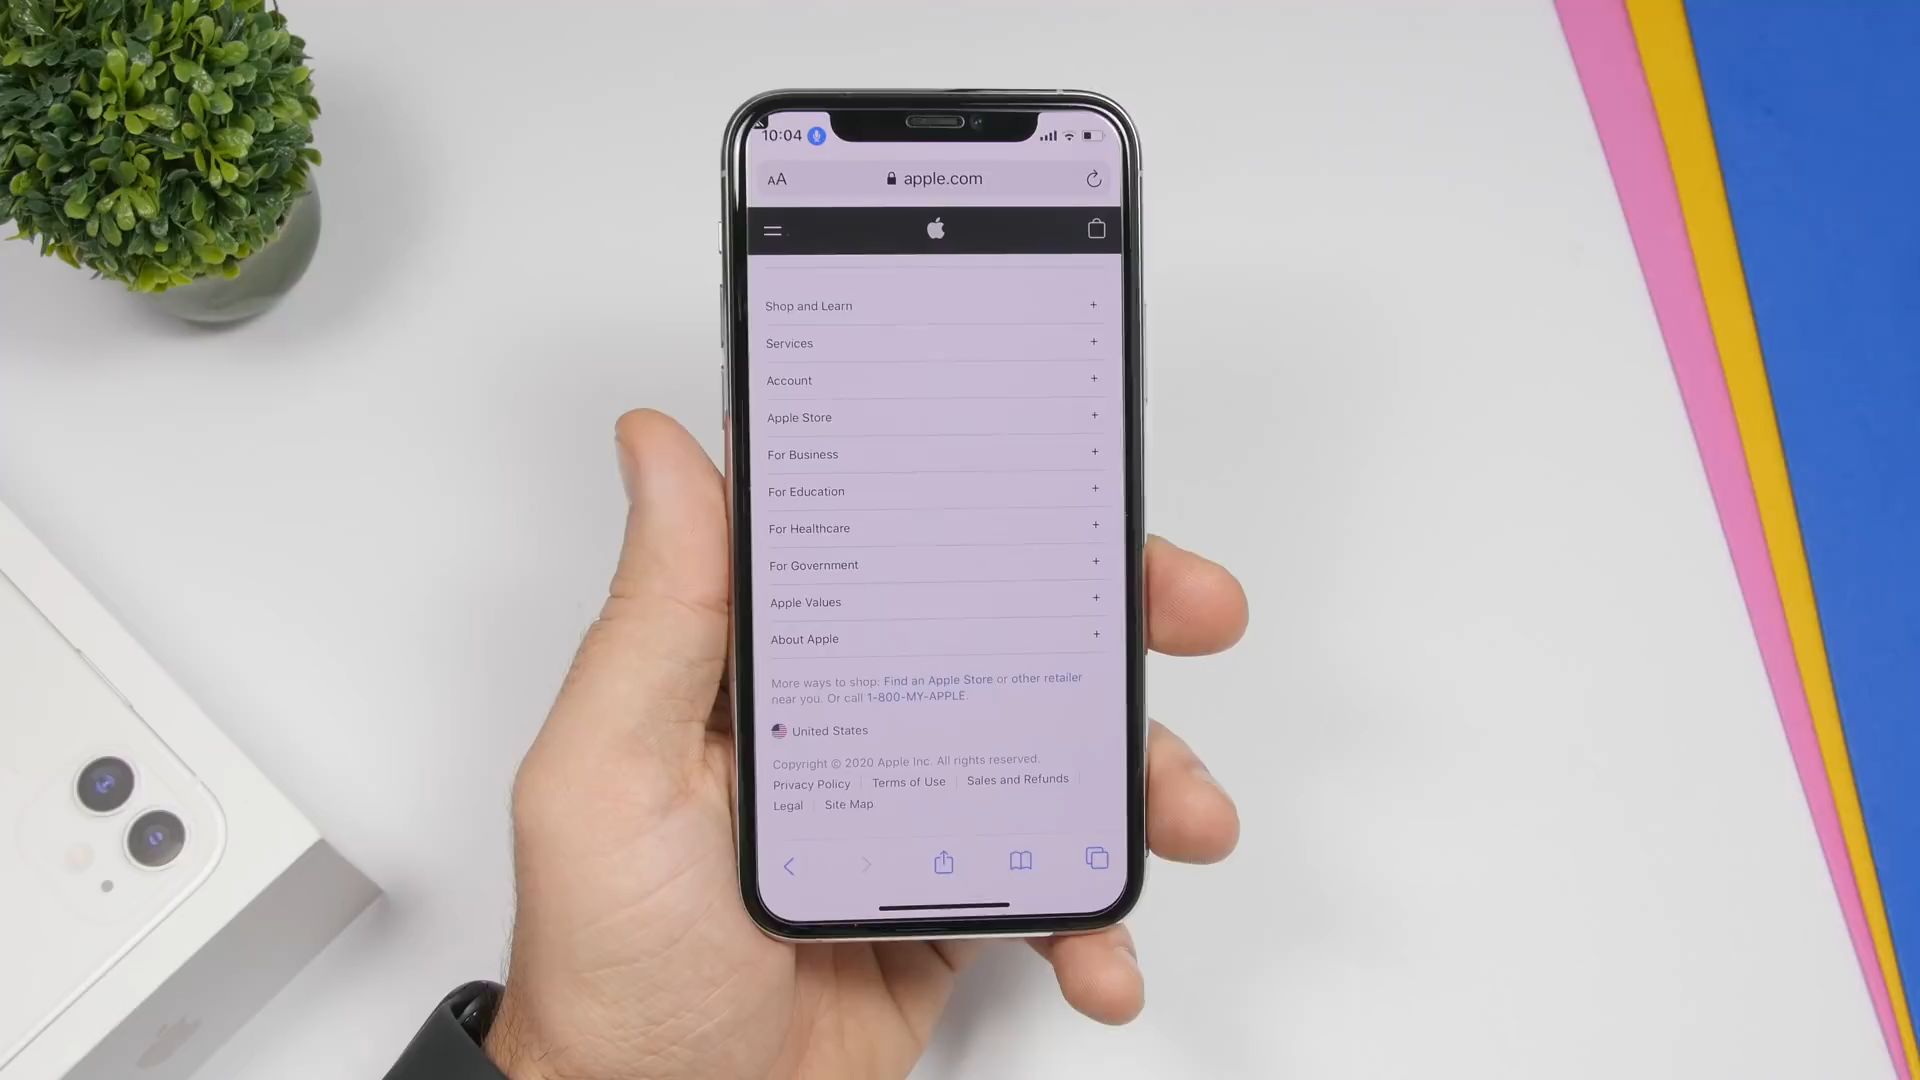 10:04
AA apple.com
Shop and Learn +
Services +
Account +
Apple Store +
For Business +
For Education +
For Healthcare +
For Government +
Apple Values +
About Apple +
More ways to shop: Find an Apple Store or other retailer
near you. Or call 1-800-MY-APPLE.
United States
Copyright © 2020 Apple Inc. All rights reserved.
Privacy Policy | Terms of Use | Sales and Refunds |
Legal | Site Map